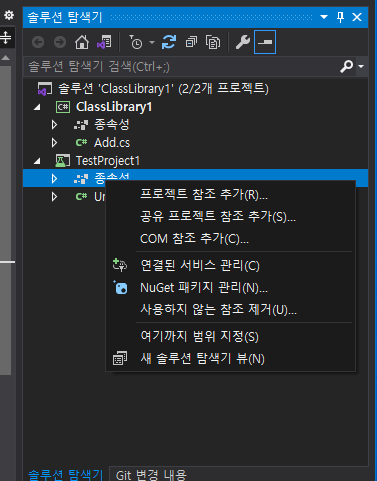 솔루션 탐색기
솔루션 탐색기 검색(Ctrl+;)
솔루션 'ClassLibrary1' (2/2개 프로젝트)
C# ClassLibrary1
종속성
C# Add.cs
TestProject1
종속성
C# Un
프로젝트 참조 추가(R)...
공유 프로젝트 참조 추가(S)...
COM 참조 추가(C)...
연결된 서비스 관리(C)
NuGet 패키지 관리(N)...
사용하지 않는 참조 제거(U)...
여기까지 범위 지정(S)
새 솔루션 탐색기 뷰(N)
솔루션 탐색기 Git 변경 내용